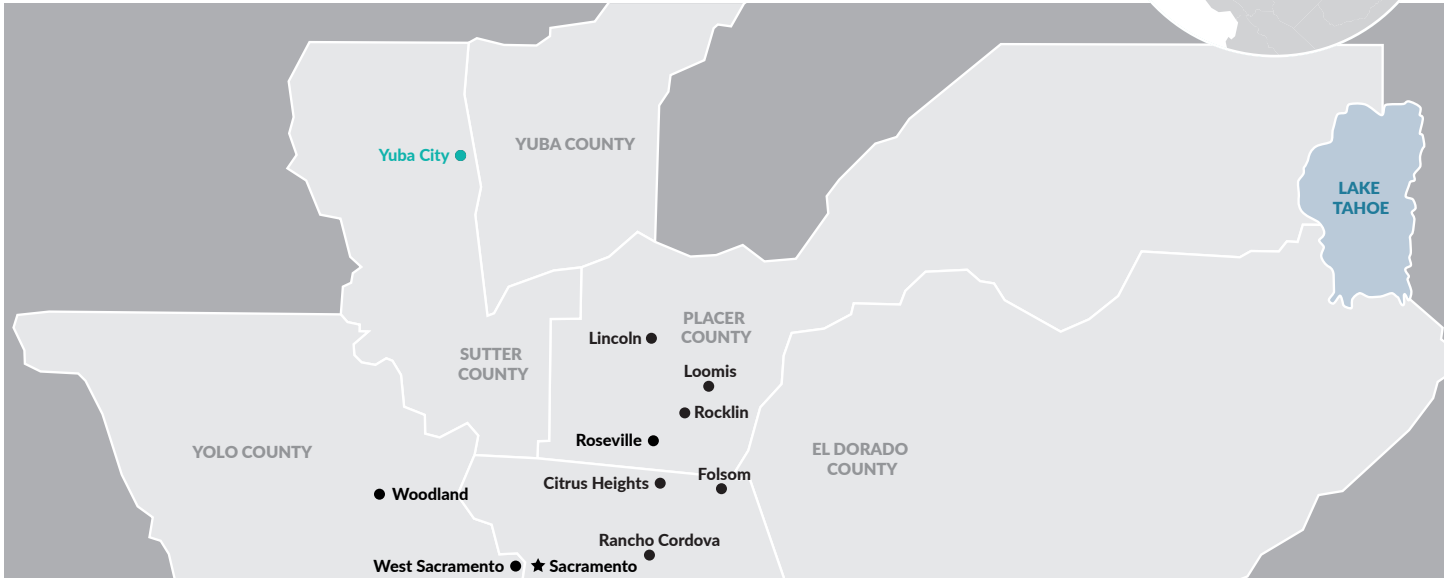 YUBA COUNTY
Yuba City
LAKE
TAHOE
PLACER
COUNTY
Lincoln
SUTTER
COUNTY
Loomis
Rocklin
Roseville
YOLO COUNTY
EL DORADO
COUNTY
Folsom
Citrus Heights
Woodland
Rancho Cordova
West Sacramento
Sacramento